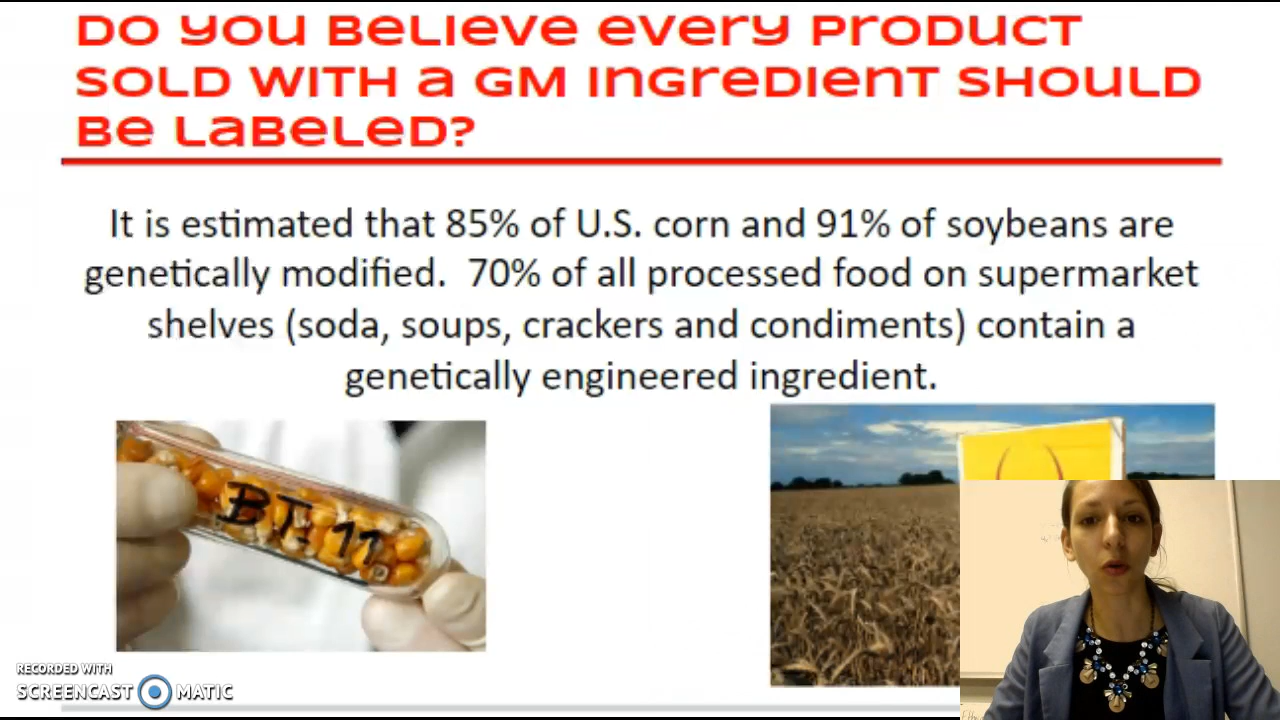 Do you believe every product
sold with a GM ingredient should
be labeled?
It is estimated that 85% of U.S. corn and 91% of soybeans are
genetically modified.  70% of all processed food on supermarket
shelves (soda, soups, crackers and condiments) contain a
genetically engineered ingredient.
BT-11
RECORDED WITH
SCREENCAST MATIC